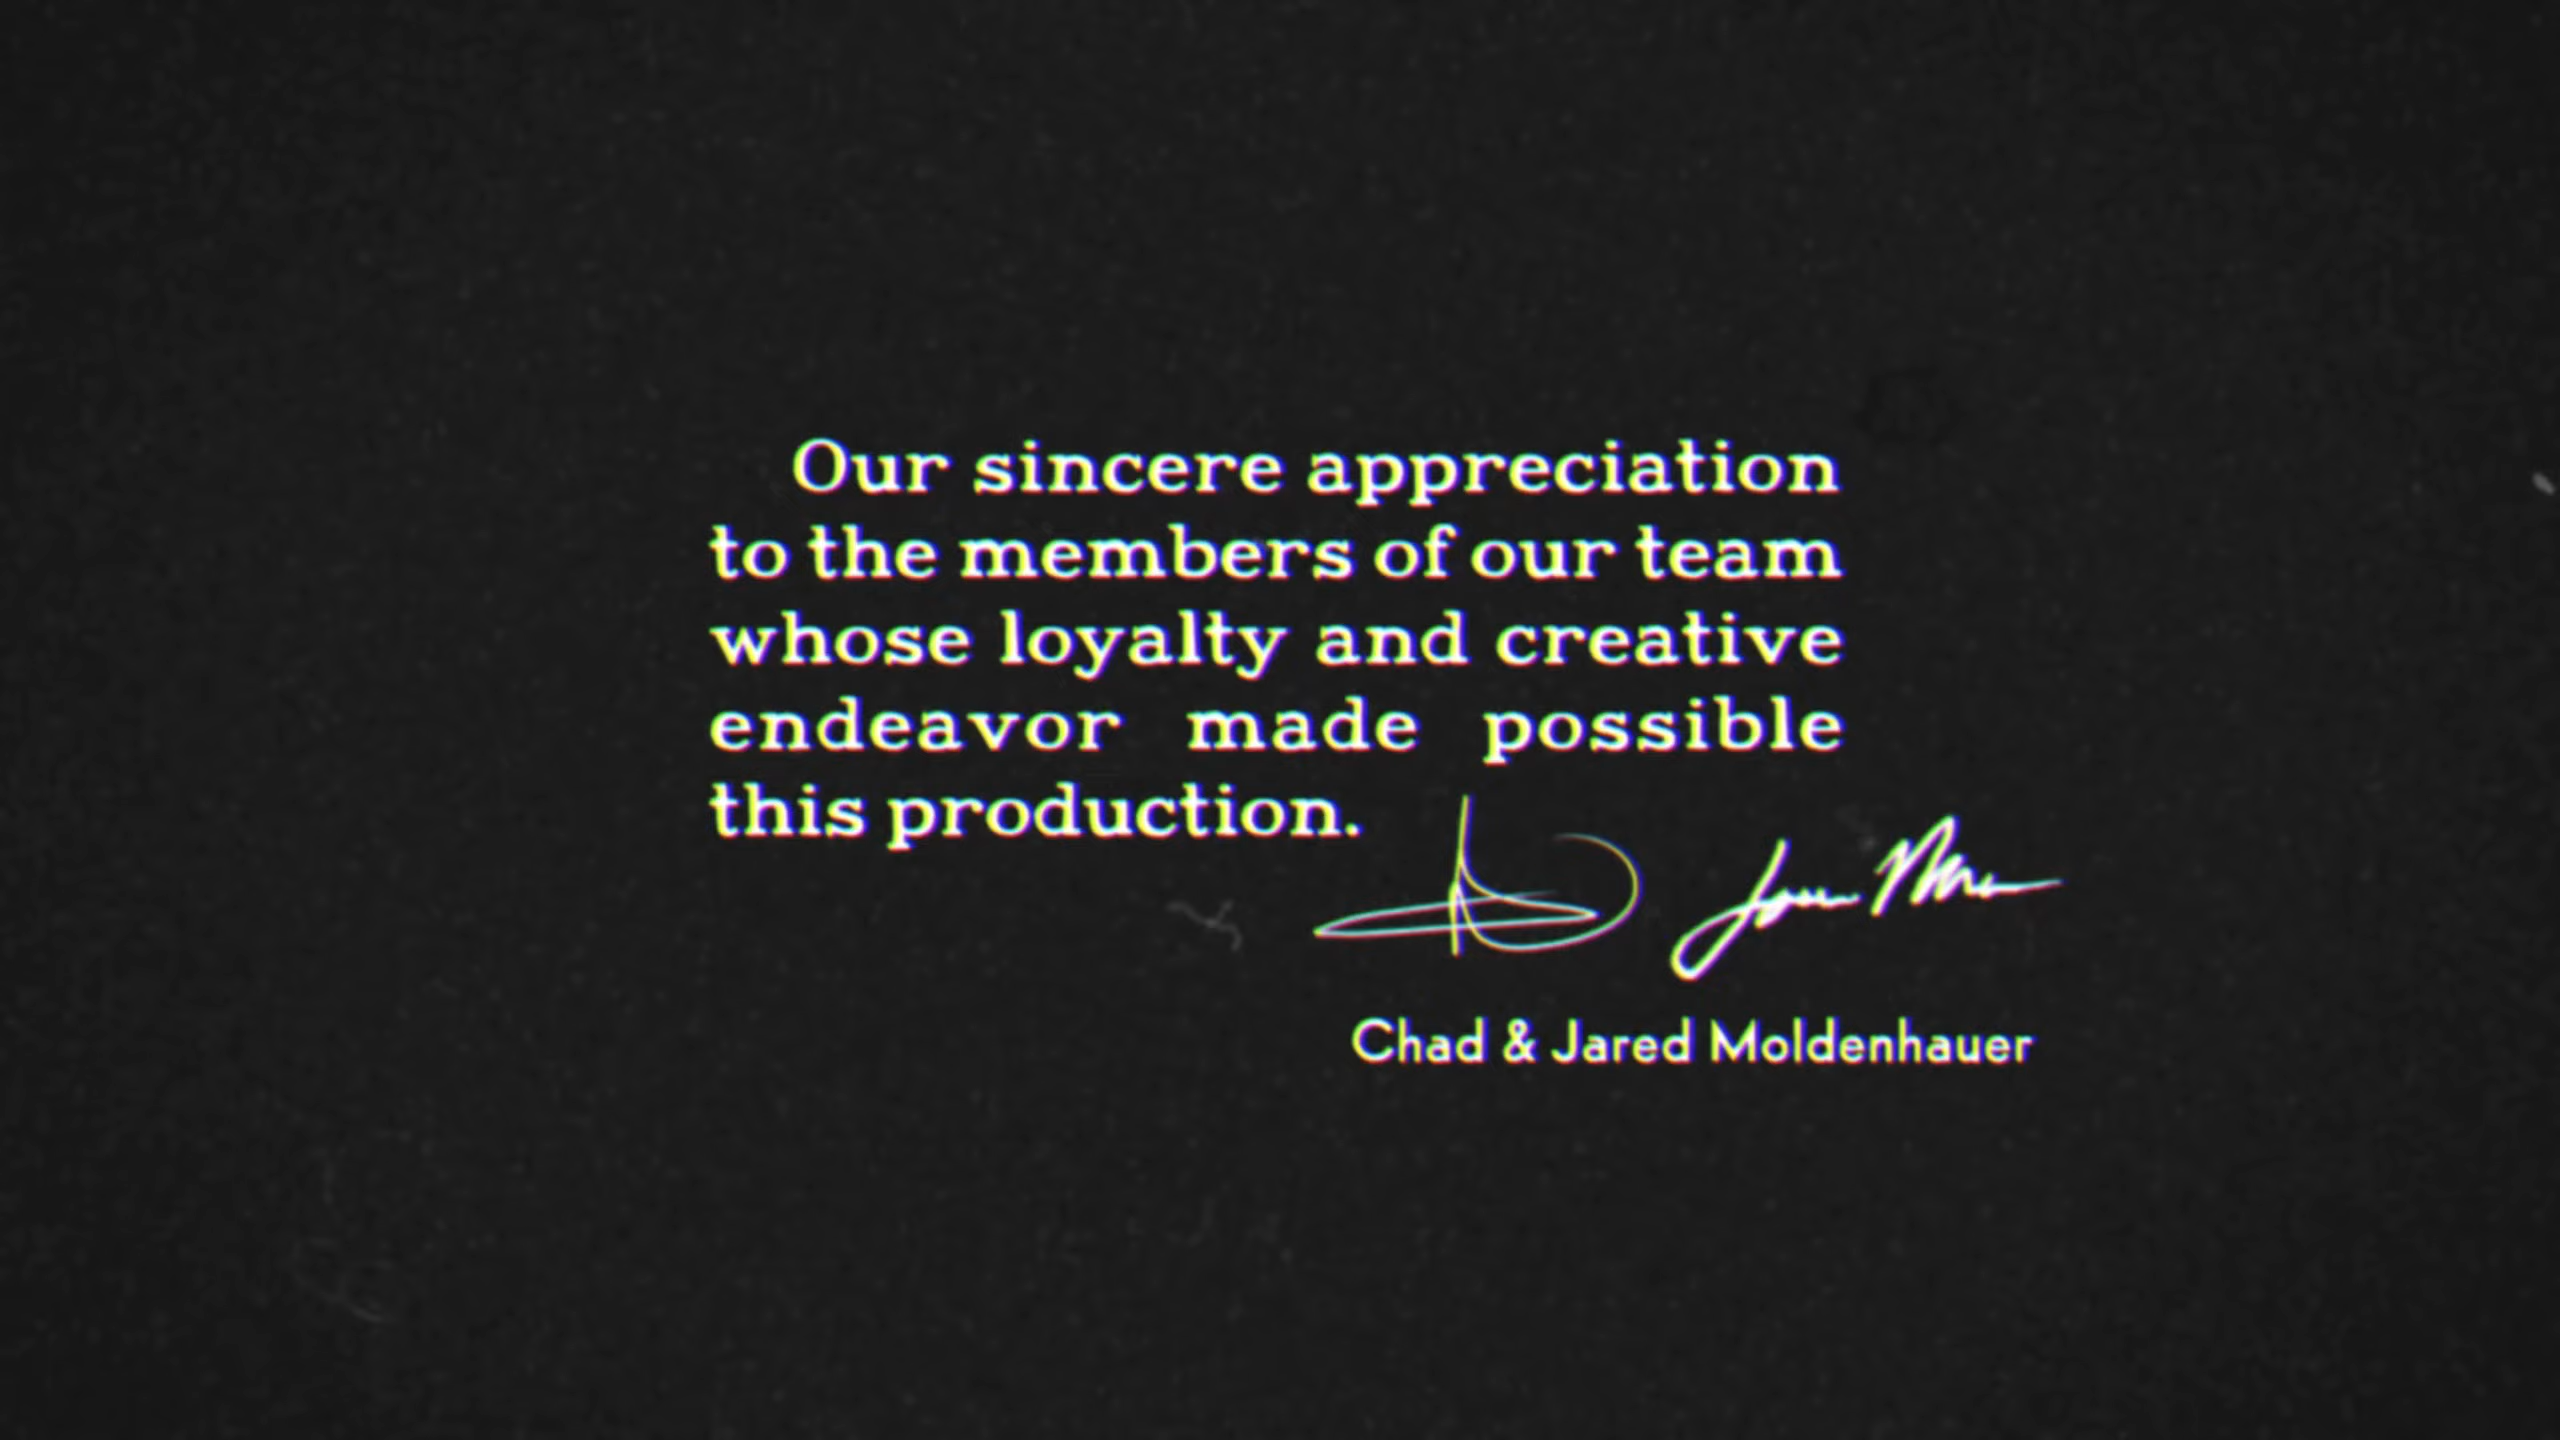 Our sincere appreciation
to the members of our team
whose loyalty and creative
endeavor made possible
this production.
Chad & Jared Moldenhauer